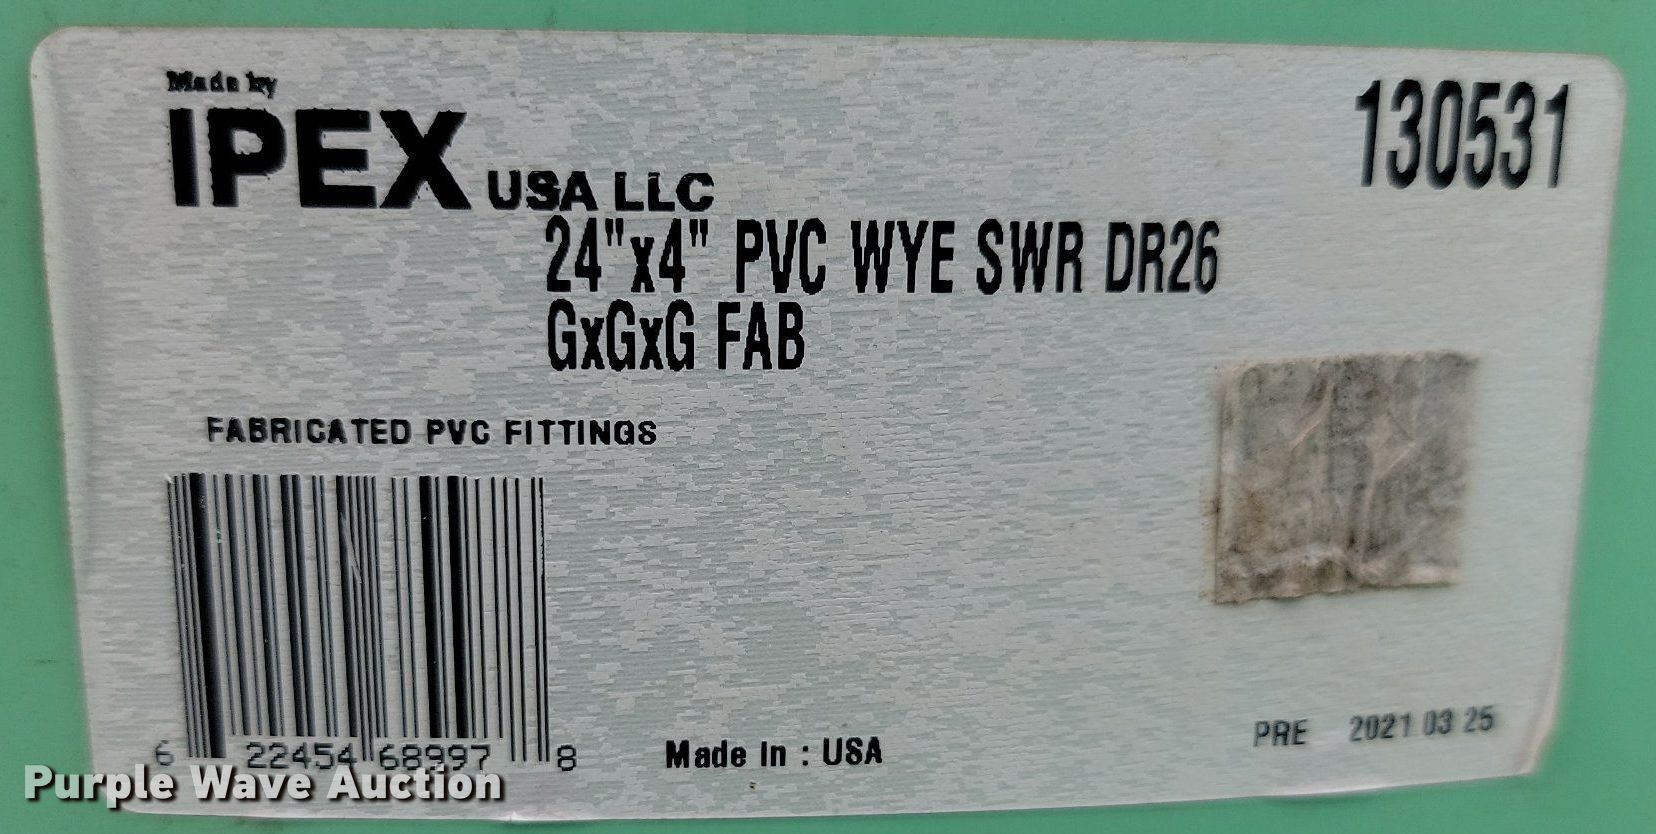 Made by
IPEX USA LLC
130531
24"x4" PVC WYE SWR DR26
GxGxG FAB
FABRICATED PVC FITTINGS
6 22454 68997 8
Made In : USA
PRE 2021 03 25
Purple Wave Auction